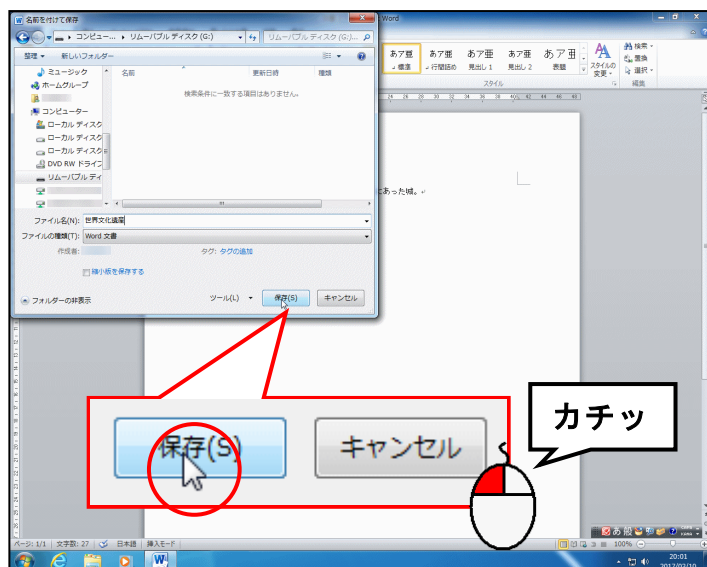 名前を付けて保存
Word
コンピュー... ▸ リムーバブル ディスク (G:)
リムーバブル ディスク (G:)...
整理 ▾ 新しいフォルダー
ミュージック
ホームグループ
コンピューター
ローカル ディスク
ローカル ディスク
ローカル ディスク
DVD RW ドライブ
リムーバブル ディ
名前 更新日時 種類
検索条件に一致する項目はありません。
ファイル名(N): 世界文化遺産
ファイルの種類(T): Word 文書
作成者:
タグ: タグの追加
縮小版を保存する
フォルダーの非表示
ツール(L) ▾ 保存(S) キャンセル
あア亜 あア亜 あア亜 あア亜 あア亜
標準 行間詰め 見出し 1 見出し 2 表題
スタイルの変更
スタイル
検索
置換
選択
編集
にあった城。
保存(S) キャンセル
カチッ
あ 般
ページ: 1/1 文字数: 27 日本語 挿入モード
100%
20:01
2017/02/10